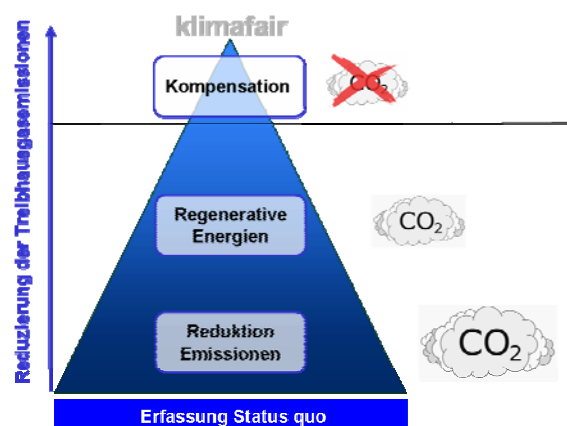 klimafair
Kompensation
CO₂
Regenerative
Energien
CO₂
Reduktion
Emissionen
CO₂
Erfassung Status quo
Reduzierung der Treibhausgasemissionen